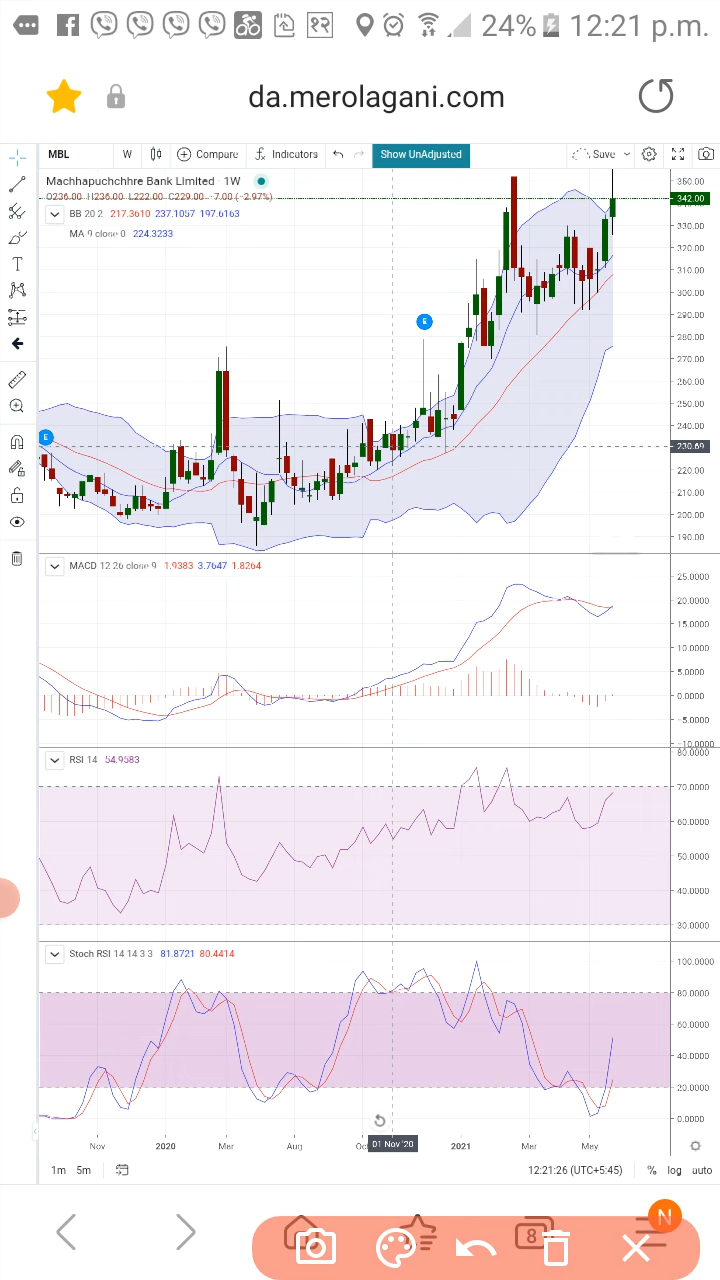 १२ 24% 12:21 p.m.
da.merolagani.com
MBL W Compare Indicators Show UnAdjusted Save
Machhapuchchhre Bank Limited · 1W
O236.00 H236.00 L222.00 C229.00 -7.00 (-2.97%)
BB 20 2 217.3610 237.1057 197.6163
MA 9 close 0 224.3233
350.00
342.00
330.00
320.00
310.00
300.00
290.00
280.00
270.00
260.00
250.00
240.00
230.69
220.00
210.00
200.00
190.00
E
E
MACD 12 26 close 9 1.9383 3.7647 1.8264
25.0000
20.0000
15.0000
10.0000
5.0000
0.0000
-5.0000
-10.0000
RSI 14 54.9583
80.0000
70.0000
60.0000
50.0000
40.0000
30.0000
Stoch RSI 14 14 3 3 81.8721 80.4414
100.0000
80.0000
60.0000
40.0000
20.0000
0.0000
Nov 2020 Mar Aug 01 Nov '20 2021 Mar May
1m 5m 12:21:26 (UTC+5:45) % log auto
N
8